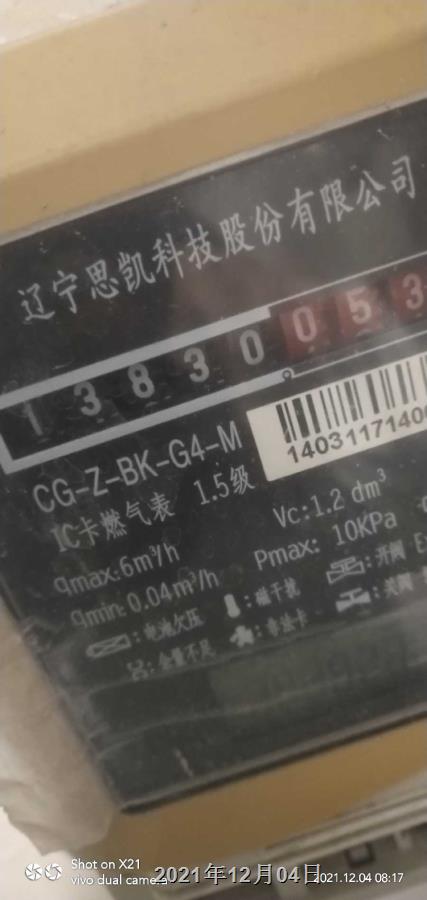 辽宁思凯科技股份有限公司
13830053
CG-Z-BK-G4-M
14031171400
IC卡燃气表 1.5级
Vc:1.2 dm³
qmax:6m³/h
Pmax: 10KPa
qmin:0.04m³/h
:电池欠压 :磁干扰 :开阀
:余量不足 :非法卡 :关阀
Shot on X21
vivo dual camera
2021年12月04日
2021.12.04 08:17